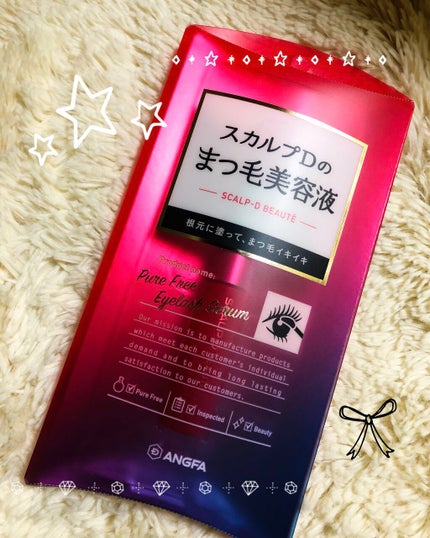 スカルプDの
まつ毛美容液
SCALP-D BEAUTÉ
根元に塗って、まつ毛イキイキ
Product name:
Pure Free
Eyelash Serum
Our mission is to manufacture products
which meet each customer's individual
demand and to bring long lasting
satisfaction to our customers.
Pure Free
Inspected
Beauty
ANGFA